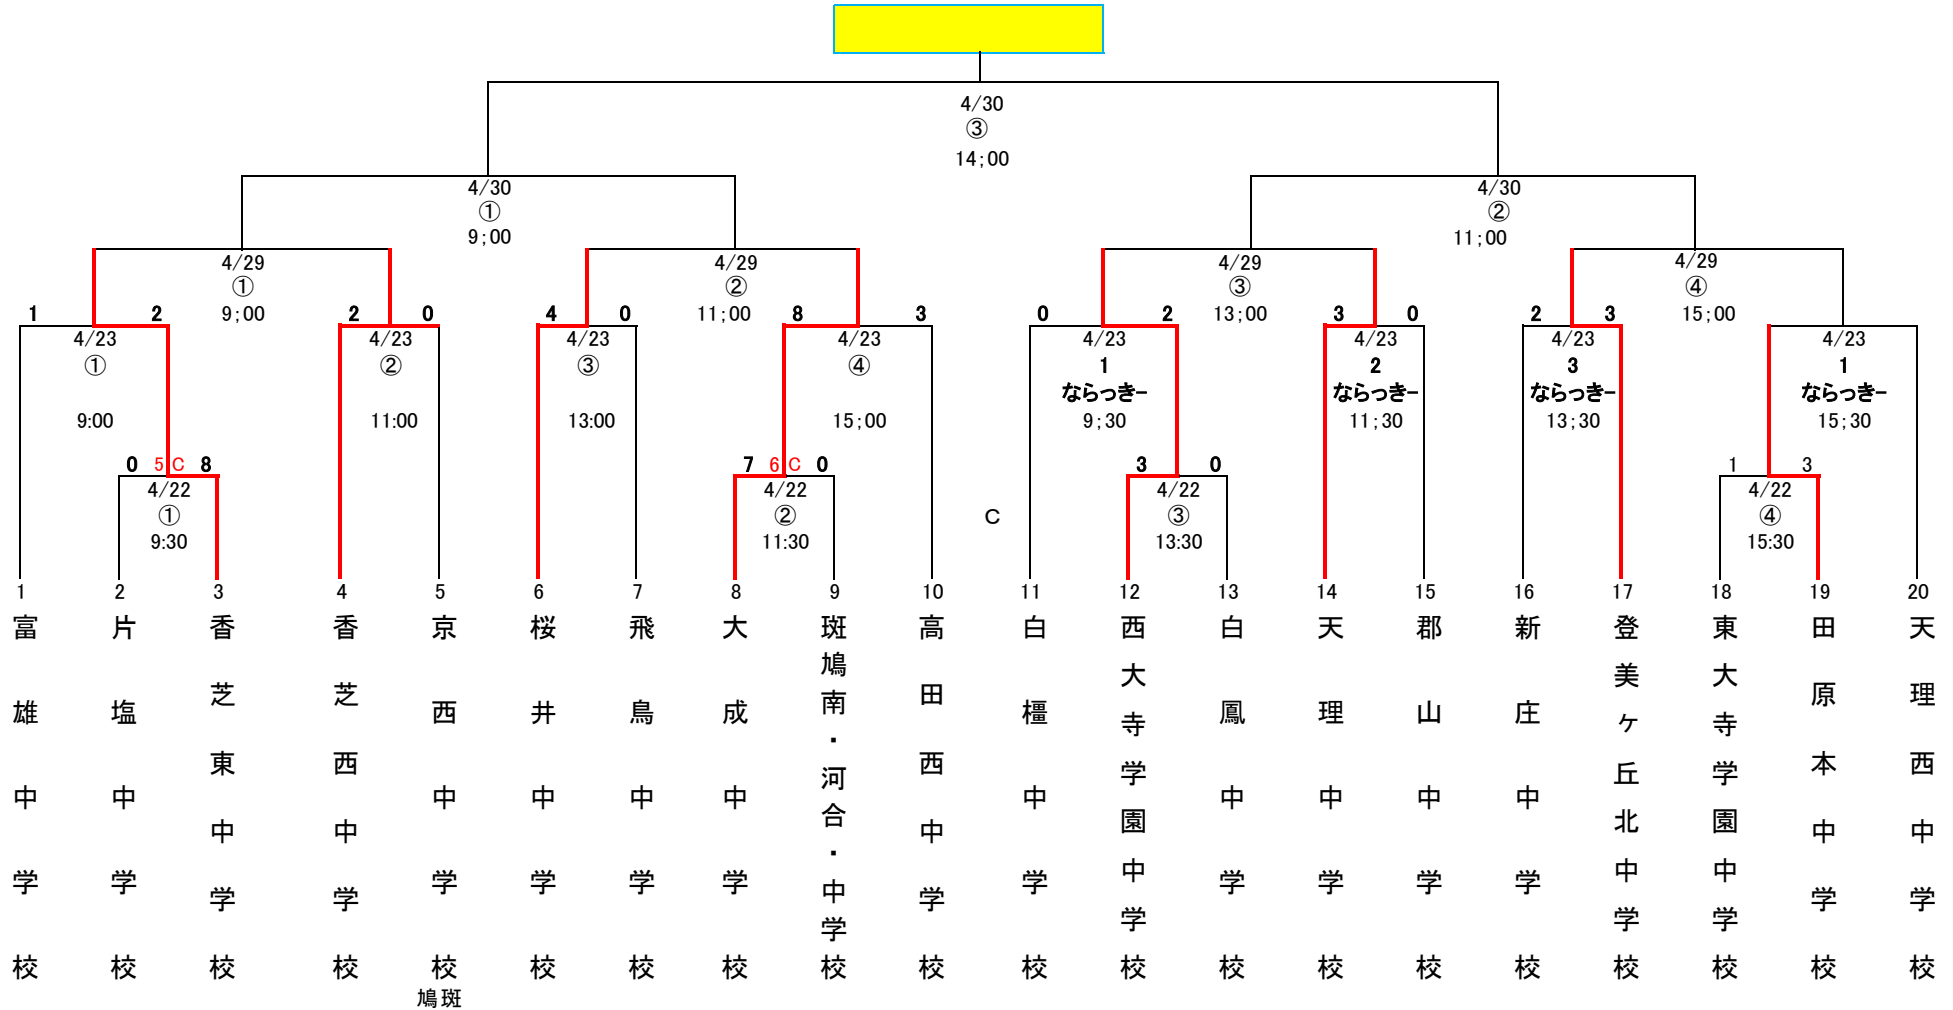 4/30
③
14;00
4/30
①
9;00
4/30
②
11;00
4/29
①
9;00
4/29
②
11;00
4/29
③
13;00
4/29
④
15;00
1 2 2 0 4 0 8 3 0 2 3 0 2 3
4/23
①
9:00
4/23
②
11:00
4/23
③
13:00
4/23
④
15;00
4/23
1
ならっきー
9;30
4/23
2
ならっきー
11;30
4/23
3
ならっきー
13;30
4/23
1
ならっきー
15;30
0 5 C 8
4/22
①
9:30
7 6 C 0
4/22
②
11:30
C
3 0
4/22
③
13:30
1 3
4/22
④
15:30
1 2 3 4 5 6 7 8 9 10 11 12 13 14 15 16 17 18 19 20
富雄中学校
片塩中学校
香芝東中学校
香芝西中学校
京西中学校
鳩斑
桜井中学校
飛鳥中学校
大成中学校
斑鳩南・河合・中学校
高田西中学校
白橿中学校
西大寺学園中学校
白鳳中学校
天理中学校
郡山中学校
新庄中学校
登美ヶ丘北中学校
東大寺学園中学校
田原本中学校
天理西中学校